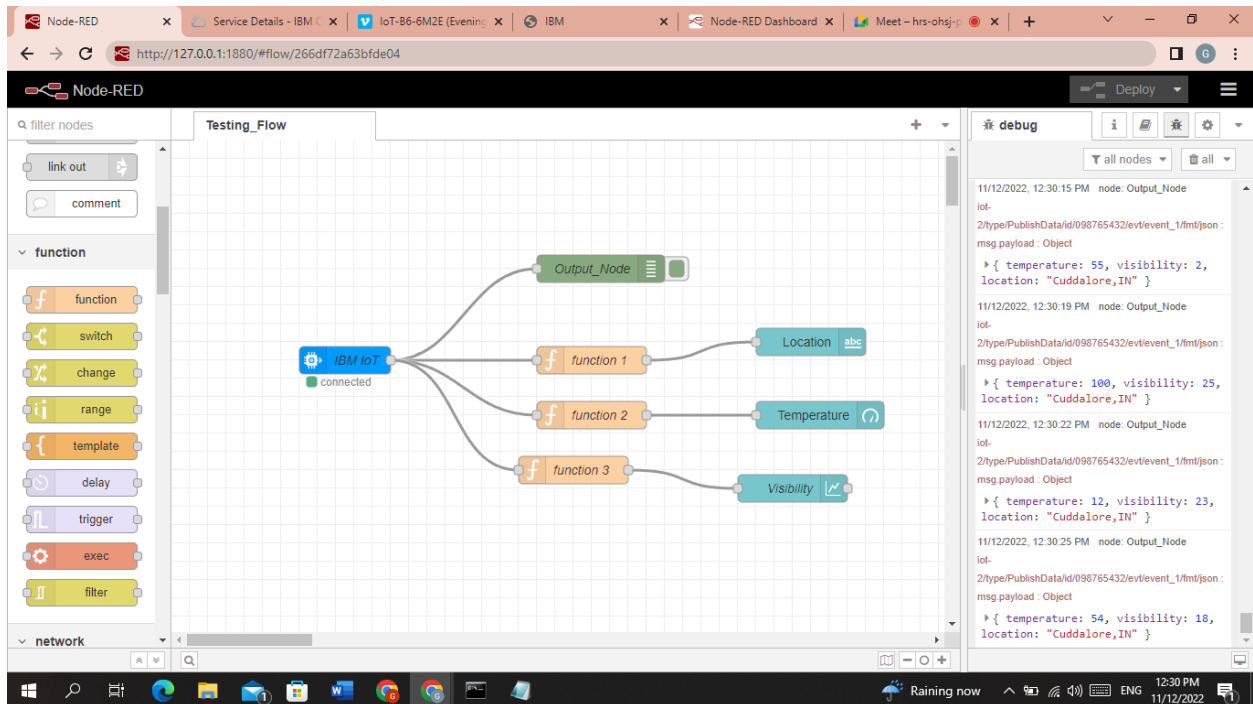 Node-RED
Service Details - IBM C
IoT-B6-6M2E (Evening
IBM
Node-RED Dashboard
Meet – hrs-ohsj-p
http://127.0.0.1:1880/#flow/266df72a63bfde04
G
Node-RED
Deploy
filter nodes
Testing_Flow
debug
i
all nodes
all
link out
comment
function
function
switch
change
range
template
delay
trigger
exec
filter
network
Output_Node
IBM IoT
connected
function 1
Location
abc
function 2
Temperature
function 3
Visibility
11/12/2022, 12:30:15 PM node: Output_Node
iot-
2/type/PublishData/id/098765432/evt/event_1/fmt/json :
msg.payload : Object
{ temperature: 55, visibility: 2,
location: "Cuddalore,IN" }
11/12/2022, 12:30:19 PM node: Output_Node
iot-
2/type/PublishData/id/098765432/evt/event_1/fmt/json :
msg.payload : Object
{ temperature: 100, visibility: 25,
location: "Cuddalore,IN" }
11/12/2022, 12:30:22 PM node: Output_Node
iot-
2/type/PublishData/id/098765432/evt/event_1/fmt/json :
msg.payload : Object
{ temperature: 12, visibility: 23,
location: "Cuddalore,IN" }
11/12/2022, 12:30:25 PM node: Output_Node
iot-
2/type/PublishData/id/098765432/evt/event_1/fmt/json :
msg.payload : Object
{ temperature: 54, visibility: 18,
location: "Cuddalore,IN" }
Raining now
ENG
12:30 PM
11/12/2022